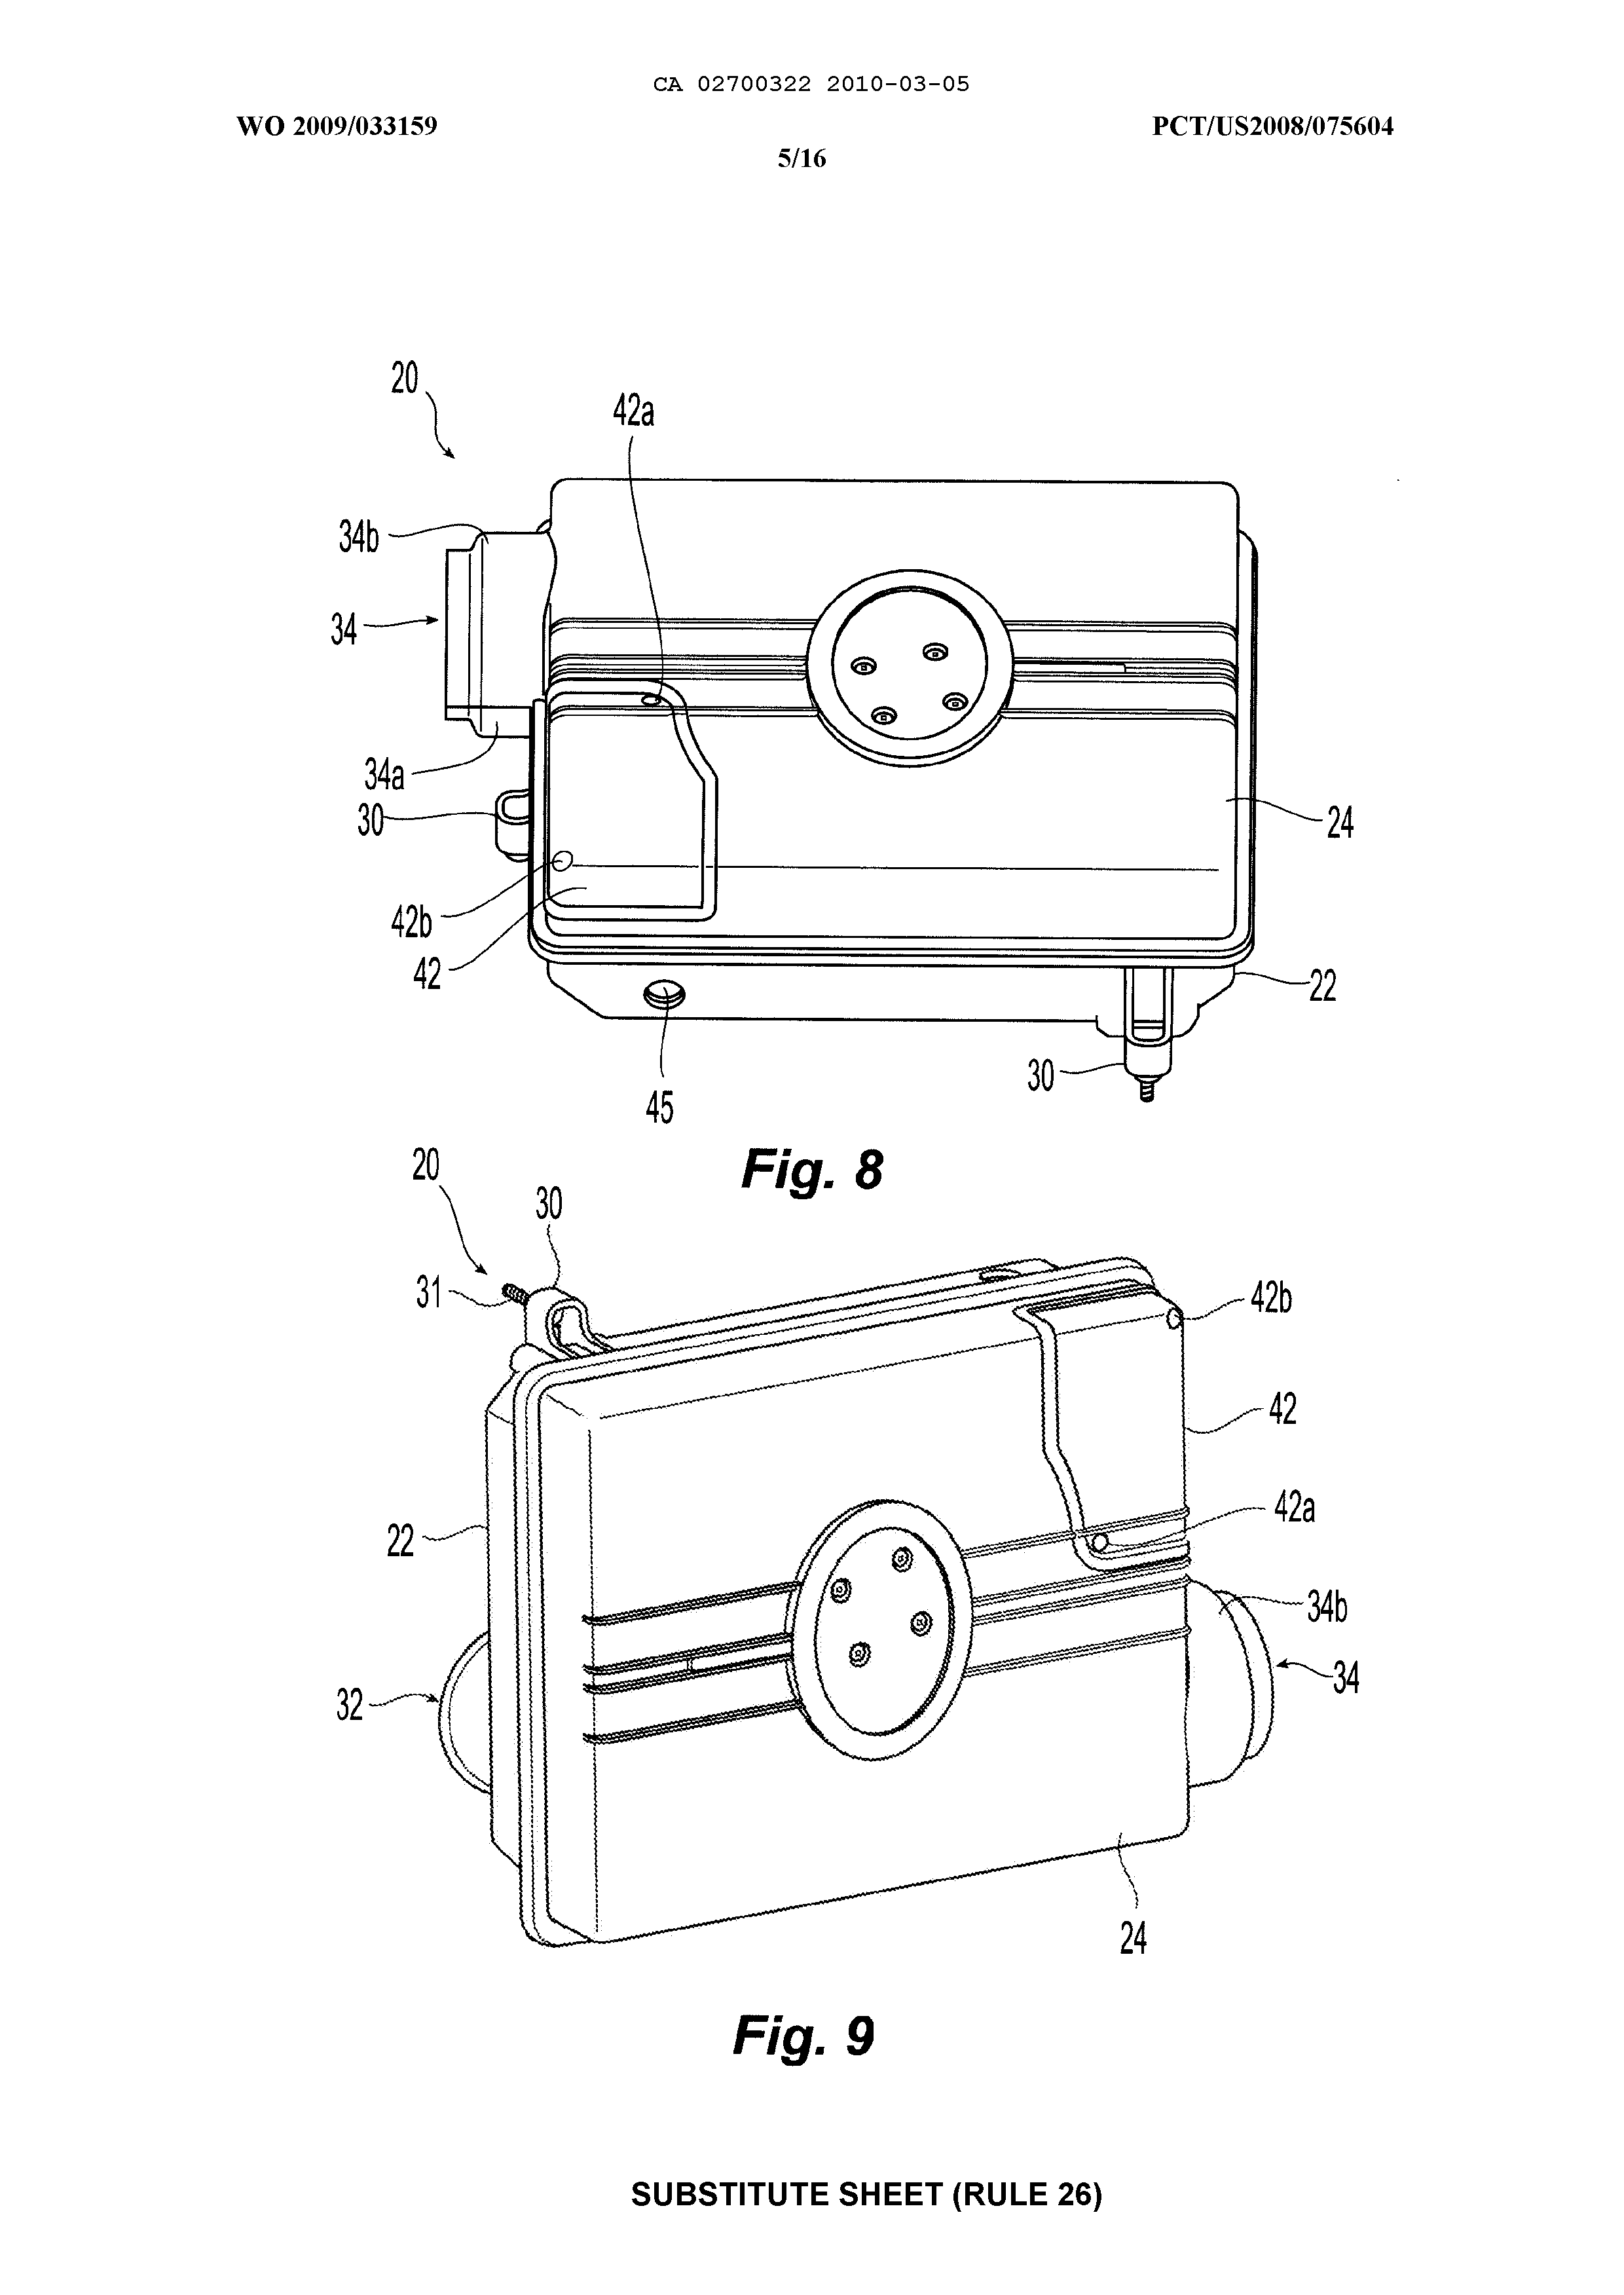 CA 02700322 2010-03-05
WO 2009/033159
PCT/US2008/075604
5/16
20
42a
34b
34
34a
30
24
42b
42
22
30
45
Fig. 8
20
30
31
42b
42
42a
22
34b
32
34
24
Fig. 9
SUBSTITUTE SHEET (RULE 26)